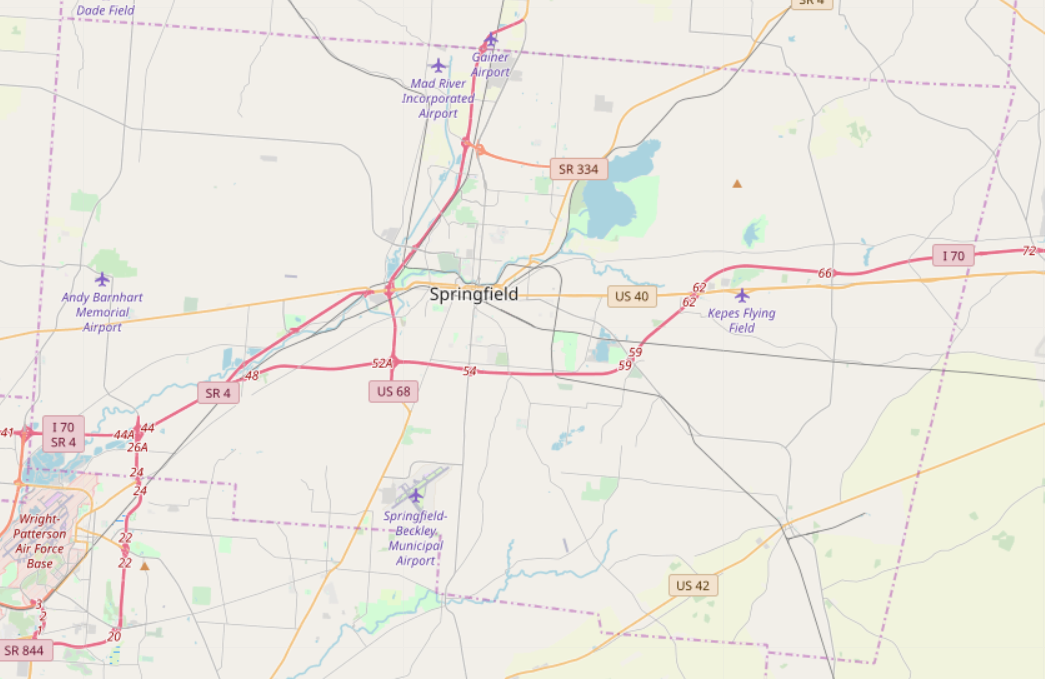 Dade Field
SR 4
Gainer
Airport
Mad River
Incorporated
Airport
SR 334
I 70
72
66
62
62
Andy Barnhart
Memorial
Airport
Springfield
US 40
Kepes Flying
Field
59
59
52A
54
48
SR 4
US 68
41
I 70
SR 4
44A
44
26A
24
24
Springfield-
Beckley
Municipal
Airport
Wright-
Patterson
Air Force
Base
22
22
US 42
3
2
1
20
SR 844